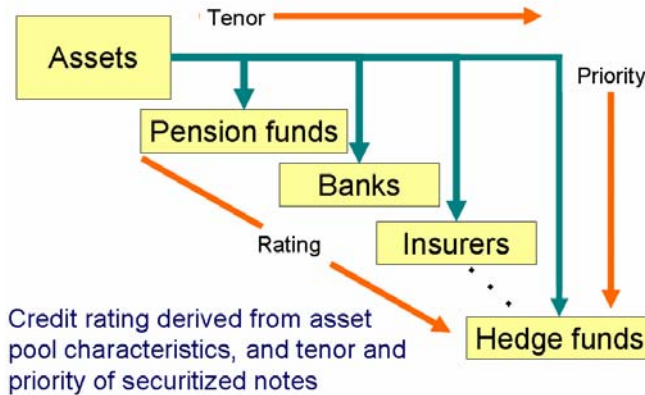 Tenor
Assets
Priority
Pension funds
Banks
Rating
Insurers
Hedge funds
Credit rating derived from asset
pool characteristics, and tenor and
priority of securitized notes